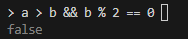 > a > b && b % 2 == 0
false